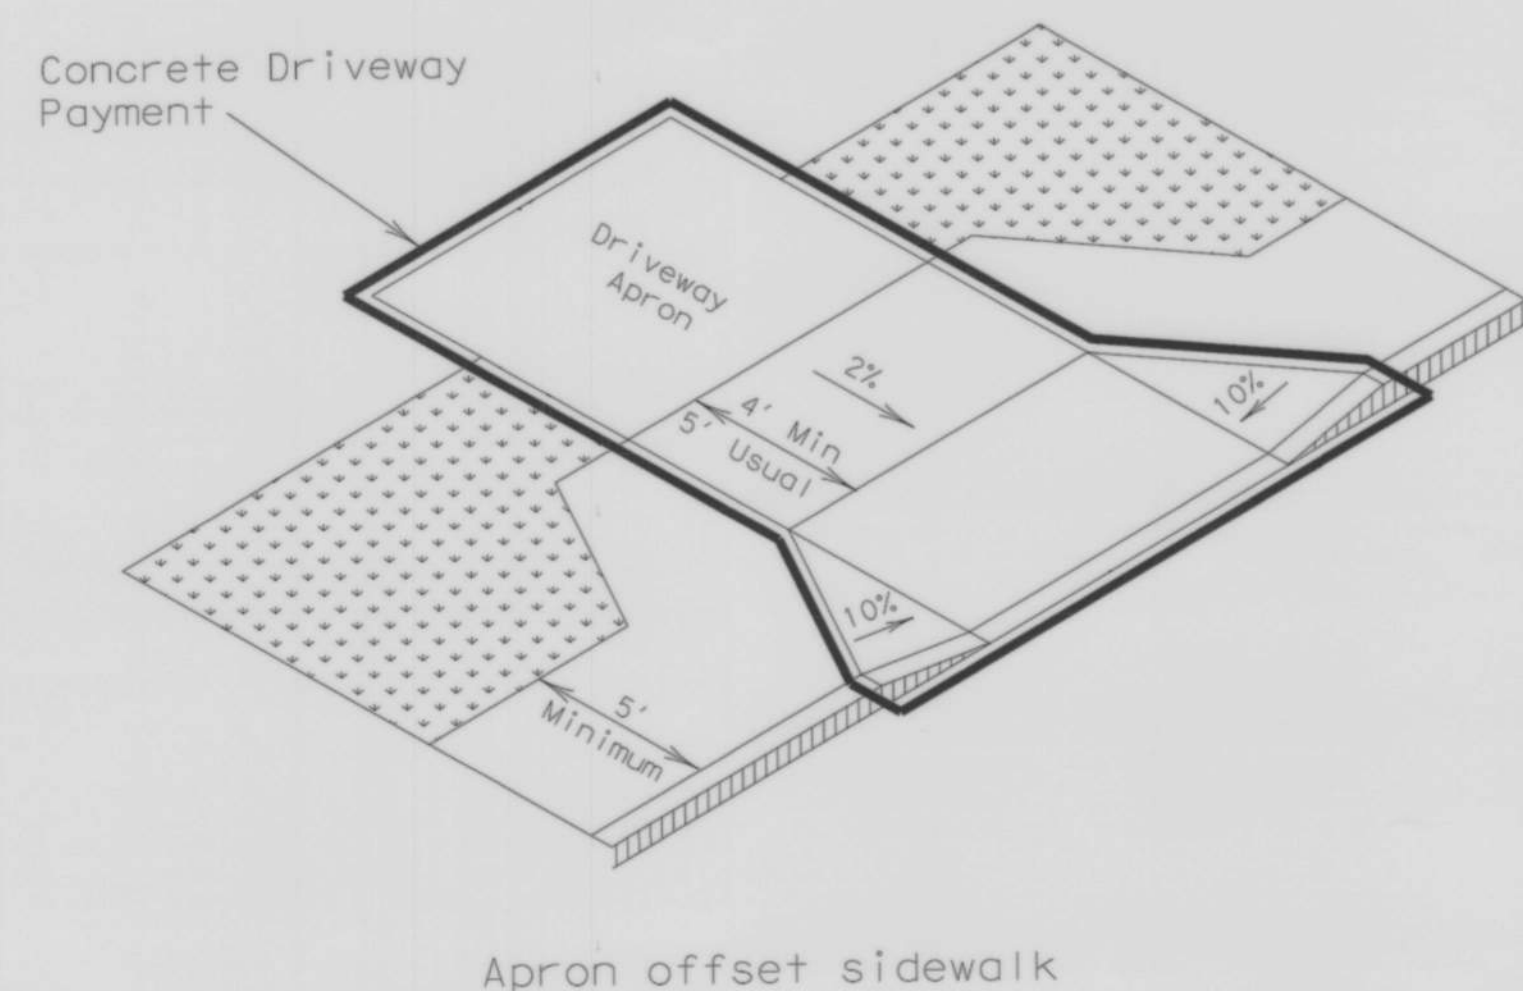 Concrete Driveway
Payment
Driveway
Apron
2%
4' Min
5' Usual
10%
10%
5'
Minimum
Apron offset sidewalk